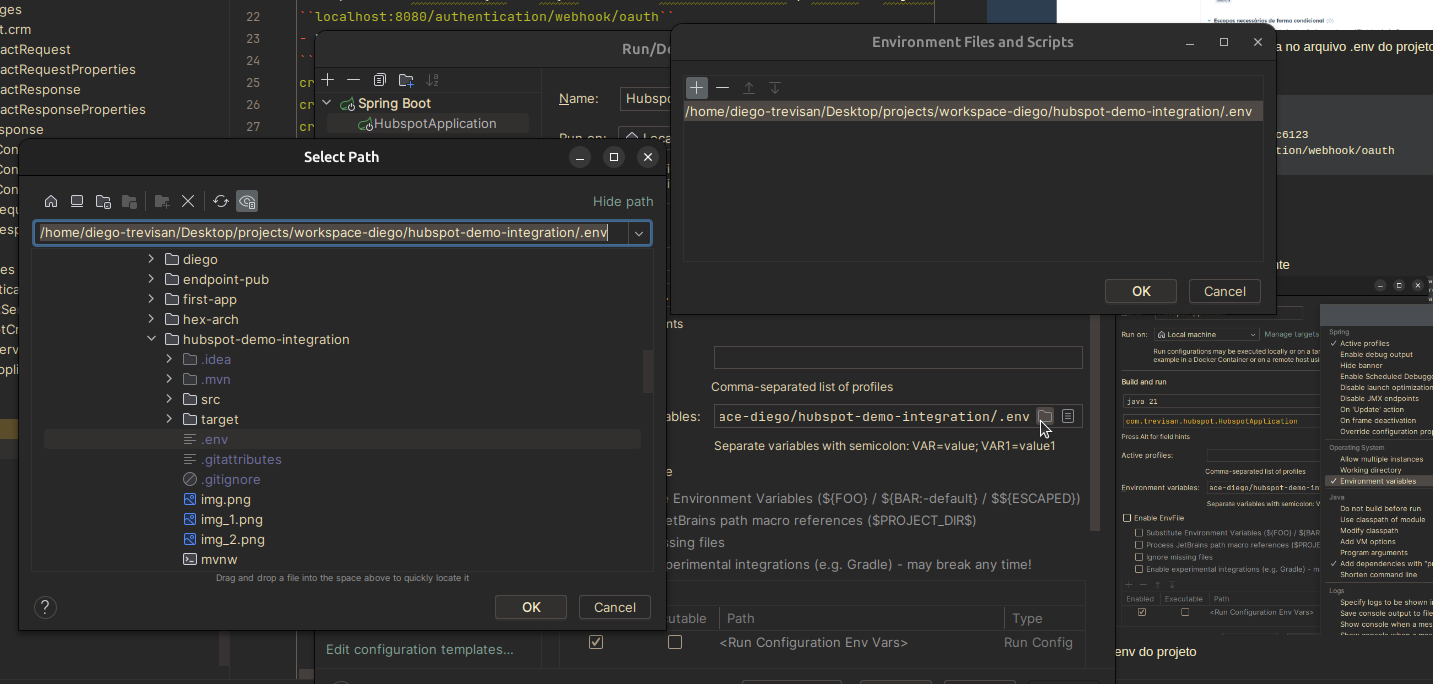 ges
t.crm
actRequest
actRequestProperties
actResponse
actResponseProperties
sponse
22
23
24
25
26
27
``localhost:8080/authentication/webhook/oauth``
-
``
cr
cr
cr
Run/De
Spring Boot
HubspotApplication
Name:
Hubspo
Run on:
Loca
Environment Files and Scripts
/home/diego-trevisan/Desktop/projects/workspace-diego/hubspot-demo-integration/.env
OK
Cancel
Select Path
Hide path
/home/diego-trevisan/Desktop/projects/workspace-diego/hubspot-demo-integration/.env
diego
endpoint-pub
first-app
hex-arch
hubspot-demo-integration
.idea
.mvn
src
target
.env
.gitattributes
.gitignore
img.png
img_1.png
img_2.png
mvnw
Drag and drop a file into the space above to quickly locate it
?
OK
Cancel
nts
Comma-separated list of profiles
ables:
ace-diego/hubspot-demo-integration/.env
Separate variables with semicolon: VAR=value; VAR1=value1
e
e Environment Variables (${FOO} / ${BAR:-default} / $${ESCAPED})
etBrains path macro references ($PROJECT_DIR$)
ssing files
perimental integrations (e.g. Gradle) - may break any time!
utable
Path
Type
<Run Configuration Env Vars>
Run Config
Edit configuration templates...
Escopos necessários de forma condicional (0)
a no arquivo .env do projeto
c6123
tion/webhook/oauth
nte
Run on:
Local machine
Manage targets
Run configurations may be executed locally or on a tar
example in a Docker Container or on a remote host usi
Build and run
java 21
com.trevisan.hubspot.HubspotApplication
Press Alt for field hints
Active profiles:
Comma-separated list of profiles
Environment variables:
ace-diego/hubspot-demo-in
Separate variables with semicolon: V
Enable EnvFile
Substitute Environment Variables (${FOO} / ${BAR
Process JetBrains path macro references ($PROJE
Ignore missing files
Enable experimental integrations (e.g. Gradle) - m
Enabled
Executable
Path
<Run Configuration Env Vars>
Spring
Active profiles
Enable debug output
Hide banner
Enable Scheduled Debugge
Disable launch optimization
Disable JMX endpoints
On 'Update' action
On frame deactivation
Override configuration prop
Operating System
Allow multiple instances
Working directory
Environment variables
Java
Do not build before run
Use classpath of module
Modify classpath
Add VM options
Program arguments
Add dependencies with "p
Shorten command line
Logs
Specify logs to be shown i
Save console output to file
Show console when a mes
env do projeto